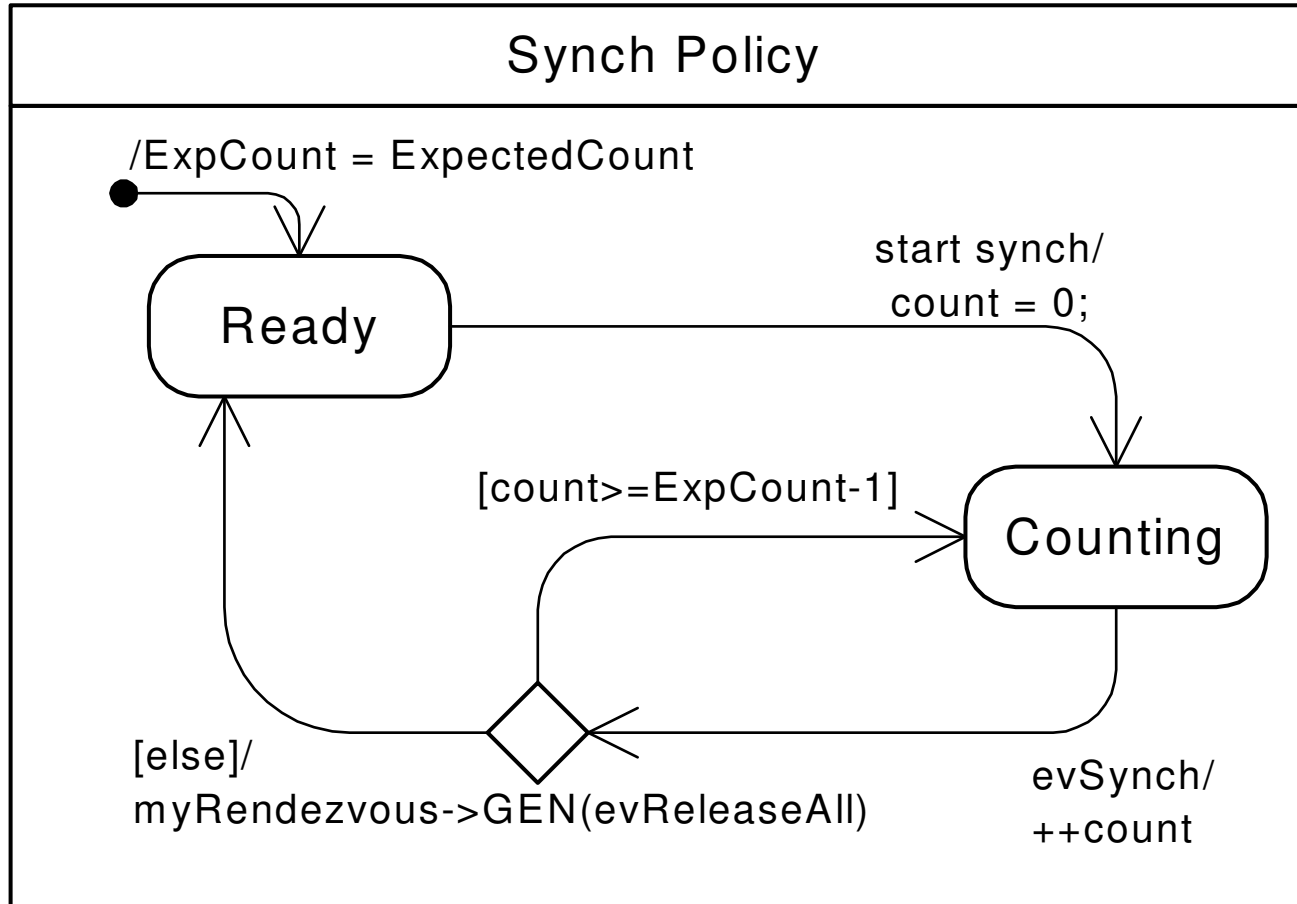 Synch Policy
/ExpCount = ExpectedCount
start synch/
count = 0;
Ready
[count>=ExpCount-1]
Counting
[else]/
myRendezvous->GEN(evReleaseAll)
evSynch/
++count